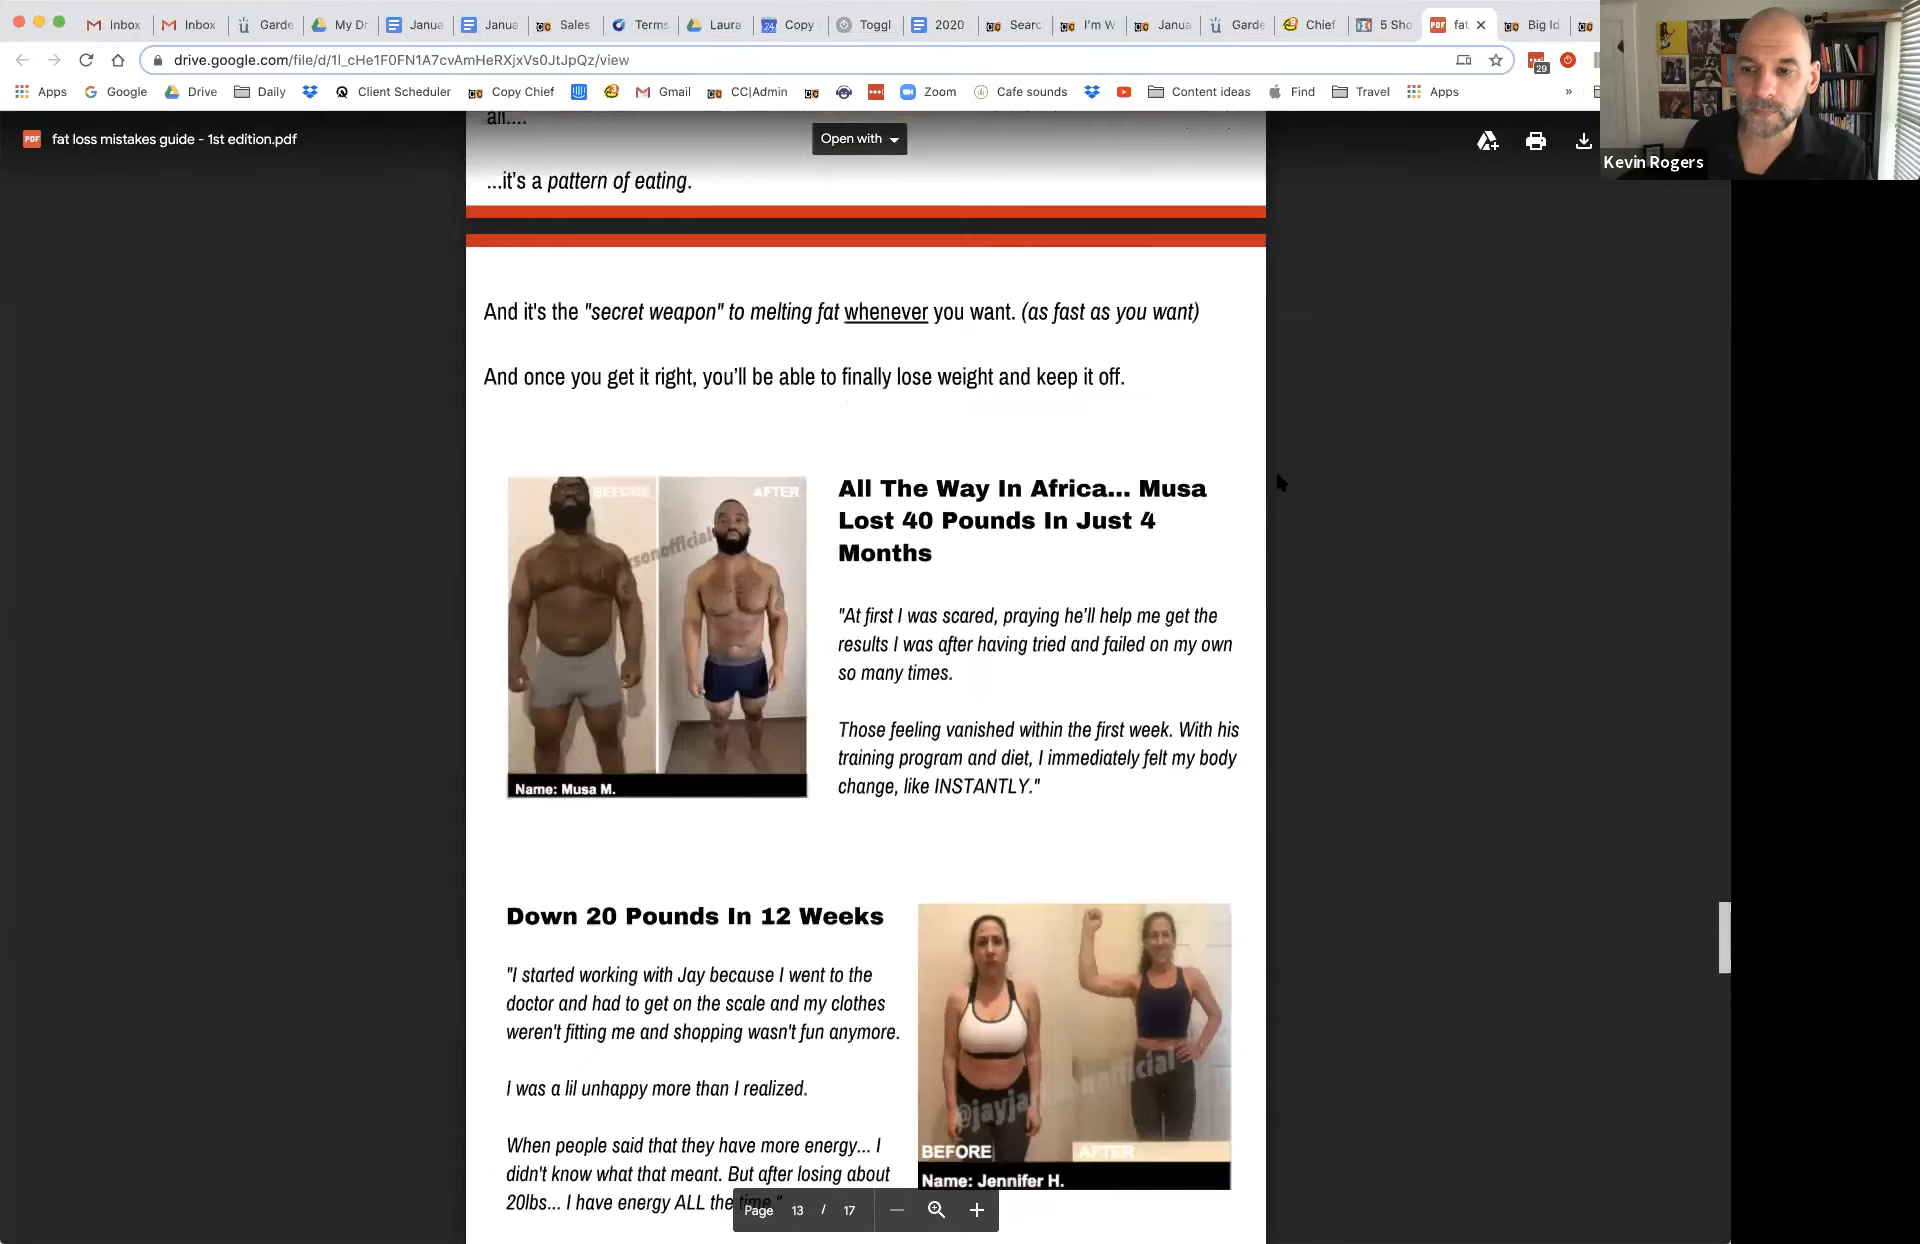 Inbox
Inbox
Garde
My Dr
Janua
Janua
Sales
Terms
Laura
Copy
Toggl
2020
Searc
I'm W
Janua
Garde
Chief
5 Sho
fat
Big Id
drive.google.com/file/d/1l_cHe1F0FN1A7cvAmHeRXjxVs0JtJpQz/view
29
Apps
Google
Drive
Daily
Client Scheduler
Copy Chief
Gmail
CC|Admin
Zoom
Cafe sounds
Content ideas
Find
Travel
Apps
»
PDF
fat loss mistakes guide - 1st edition.pdf
Open with
Kevin Rogers
all....
...it's a pattern of eating.
And it's the "secret weapon" to melting fat whenever you want. (as fast as you want)
And once you get it right, you'll be able to finally lose weight and keep it off.
BEFORE
AFTER
sonofficial
Name: Musa M.
All The Way In Africa... Musa
Lost 40 Pounds In Just 4
Months
"At first I was scared, praying he'll help me get the
results I was after having tried and failed on my own
so many times.
Those feeling vanished within the first week. With his
training program and diet, I immediately felt my body
change, like INSTANTLY."
Down 20 Pounds In 12 Weeks
"I started working with Jay because I went to the
doctor and had to get on the scale and my clothes
weren't fitting me and shopping wasn't fun anymore.
I was a lil unhappy more than I realized.
When people said that they have more energy... I
didn't know what that meant. But after losing about
20lbs... I have energy ALL the time."
BEFORE
AFTER
Name: Jennifer H.
Page 13 / 17